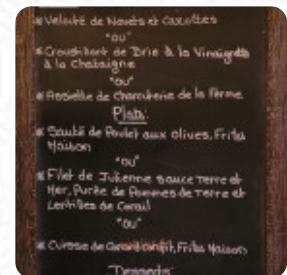 * Velouté de Navets et Carottes
"ou"
* Croustillant de Brie à la Vinaigrette
à la Chataigne
"ou"
* Assiette de Charcuterie de la Ferme
Plats:
* Sauté de Poulet aux olives, Frites
Maison
"ou"
* Filet de Julienne sauce Terre et
Mer, Purée de Pommes de Terre et
Lentilles de Corail
"ou"
* Cuisse de Canard confit, Frites Maison
Desserts